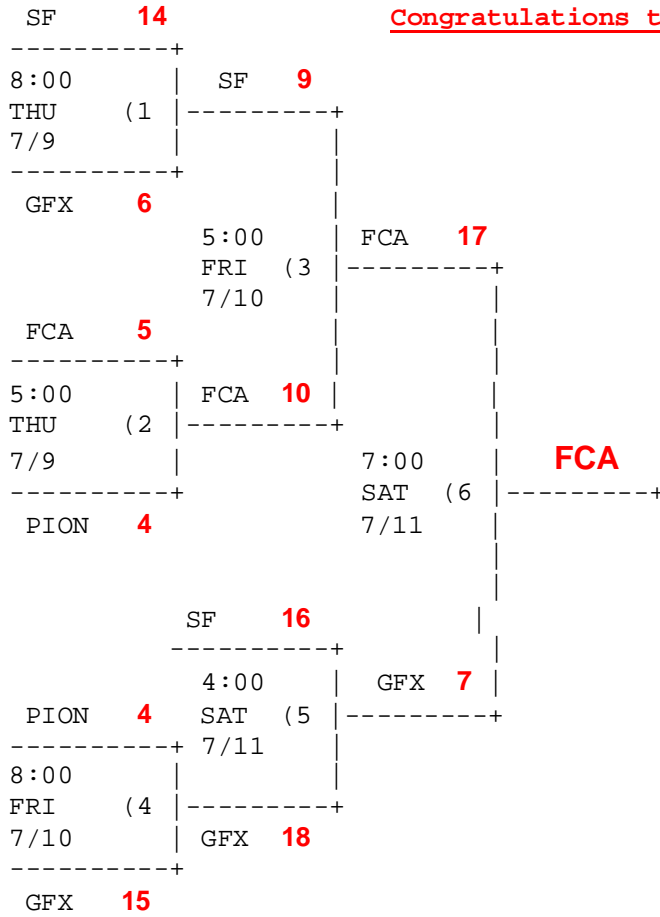 SF 14 Congratulations t
8:00 SF 9
THU (1
7/9
GFX 6
5:00 FCA 17
FRI (3
7/10
FCA 5
5:00 FCA 10
THU (2
7/9 7:00 FCA
SAT (6
PION 4 7/11
SF 16
4:00 GFX 7
PION 4 SAT (5
7/11
8:00
FRI (4
7/10 GFX 18
GFX 15